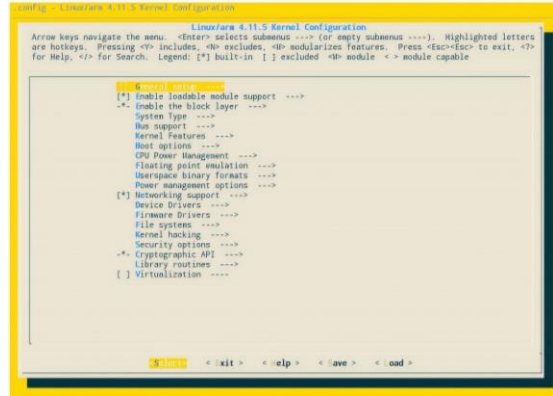 .config - Linux/arm 4.11.5 Kernel Configuration
Linux/arm 4.11.5 Kernel Configuration
Arrow keys navigate the menu. <Enter> selects submenus ---> (or empty submenus ----). Highlighted letters
are hotkeys. Pressing <Y> includes, <N> excludes, <M> modularizes features. Press <Esc><Esc> to exit, <?>
for Help, </> for Search. Legend: [*] built-in [ ] excluded <M> module < > module capable
General setup --->
[*] Enable loadable module support --->
-*- Enable the block layer --->
System Type --->
Bus support --->
Kernel Features --->
Boot options --->
CPU Power Management --->
Floating point emulation --->
Userspace binary formats --->
Power management options --->
[*] Networking support --->
Device Drivers --->
Firmware Drivers --->
File systems --->
Kernel hacking --->
Security options --->
-*- Cryptographic API --->
Library routines --->
[ ] Virtualization ----
<Select> < Exit > < Help > < Save > < Load >